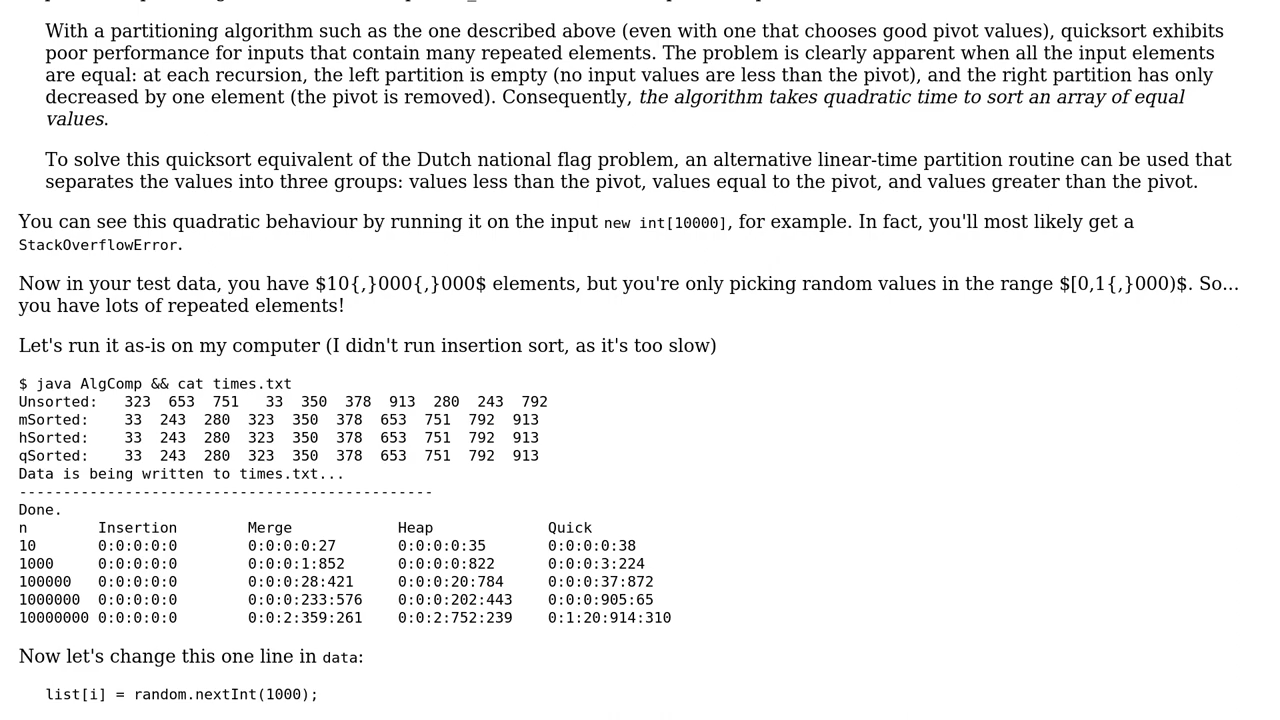 With a partitioning algorithm such as the one described above (even with one that chooses good pivot values), quicksort exhibits
poor performance for inputs that contain many repeated elements. The problem is clearly apparent when all the input elements
are equal: at each recursion, the left partition is empty (no input values are less than the pivot), and the right partition has only
decreased by one element (the pivot is removed). Consequently, the algorithm takes quadratic time to sort an array of equal
values.
To solve this quicksort equivalent of the Dutch national flag problem, an alternative linear-time partition routine can be used that
separates the values into three groups: values less than the pivot, values equal to the pivot, and values greater than the pivot.
You can see this quadratic behaviour by running it on the input new int[10000], for example. In fact, you'll most likely get a
StackOverflowError.
Now in your test data, you have $10{,}000{,}000$ elements, but you're only picking random values in the range $[0,1{,}000)$. So...
you have lots of repeated elements!
Let's run it as-is on my computer (I didn't run insertion sort, as it's too slow)
$ java AlgComp && cat times.txt
Unsorted:   323  653  751   33  350  378  913  280  243  792
mSorted:    33  243  280  323  350  378  653  751  792  913
hSorted:    33  243  280  323  350  378  653  751  792  913
qSorted:    33  243  280  323  350  378  653  751  792  913
Data is being written to times.txt...
-----------------------------------------------
Done.
n        Insertion        Merge            Heap             Quick
10       0:0:0:0:0        0:0:0:0:27       0:0:0:0:35       0:0:0:0:38
1000     0:0:0:0:0        0:0:0:1:852      0:0:0:0:822      0:0:0:3:224
100000   0:0:0:0:0        0:0:0:28:421     0:0:0:20:784     0:0:0:37:872
1000000  0:0:0:0:0        0:0:0:233:576    0:0:0:202:443    0:0:0:905:65
10000000 0:0:0:0:0        0:0:2:359:261    0:0:2:752:239    0:1:20:914:310
Now let's change this one line in data:
list[i] = random.nextInt(1000);